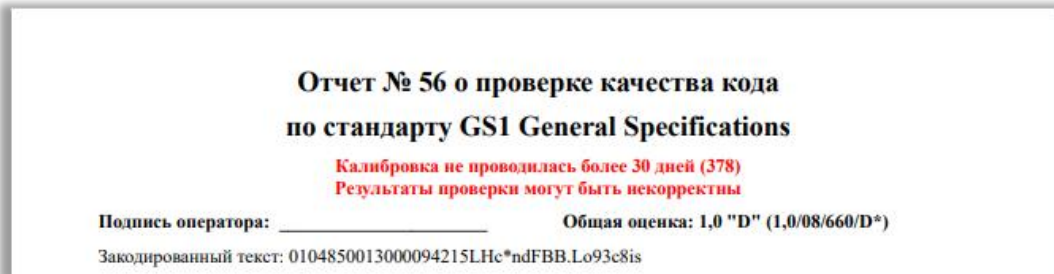 Отчет № 56 о проверке качества кода
по стандарту GS1 General Specifications
Калибровка не проводилась более 30 дней (378)
Результаты проверки могут быть некорректны
Подпись оператора: ____________________ Общая оценка: 1,0 "D" (1,0/08/660/D*)
Закодированный текст: 0104850013000094215LHc*ndFBB.Lo93c8is